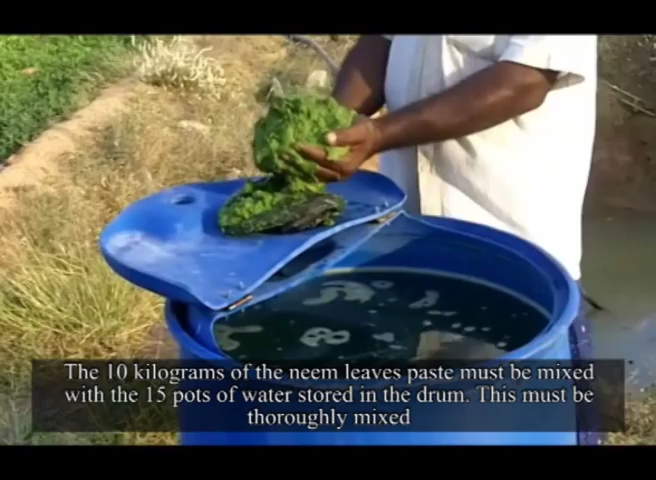 The 10 kilograms of the neem leaves paste must be mixed
with the 15 pots of water stored in the drum. This must be
thoroughly mixed